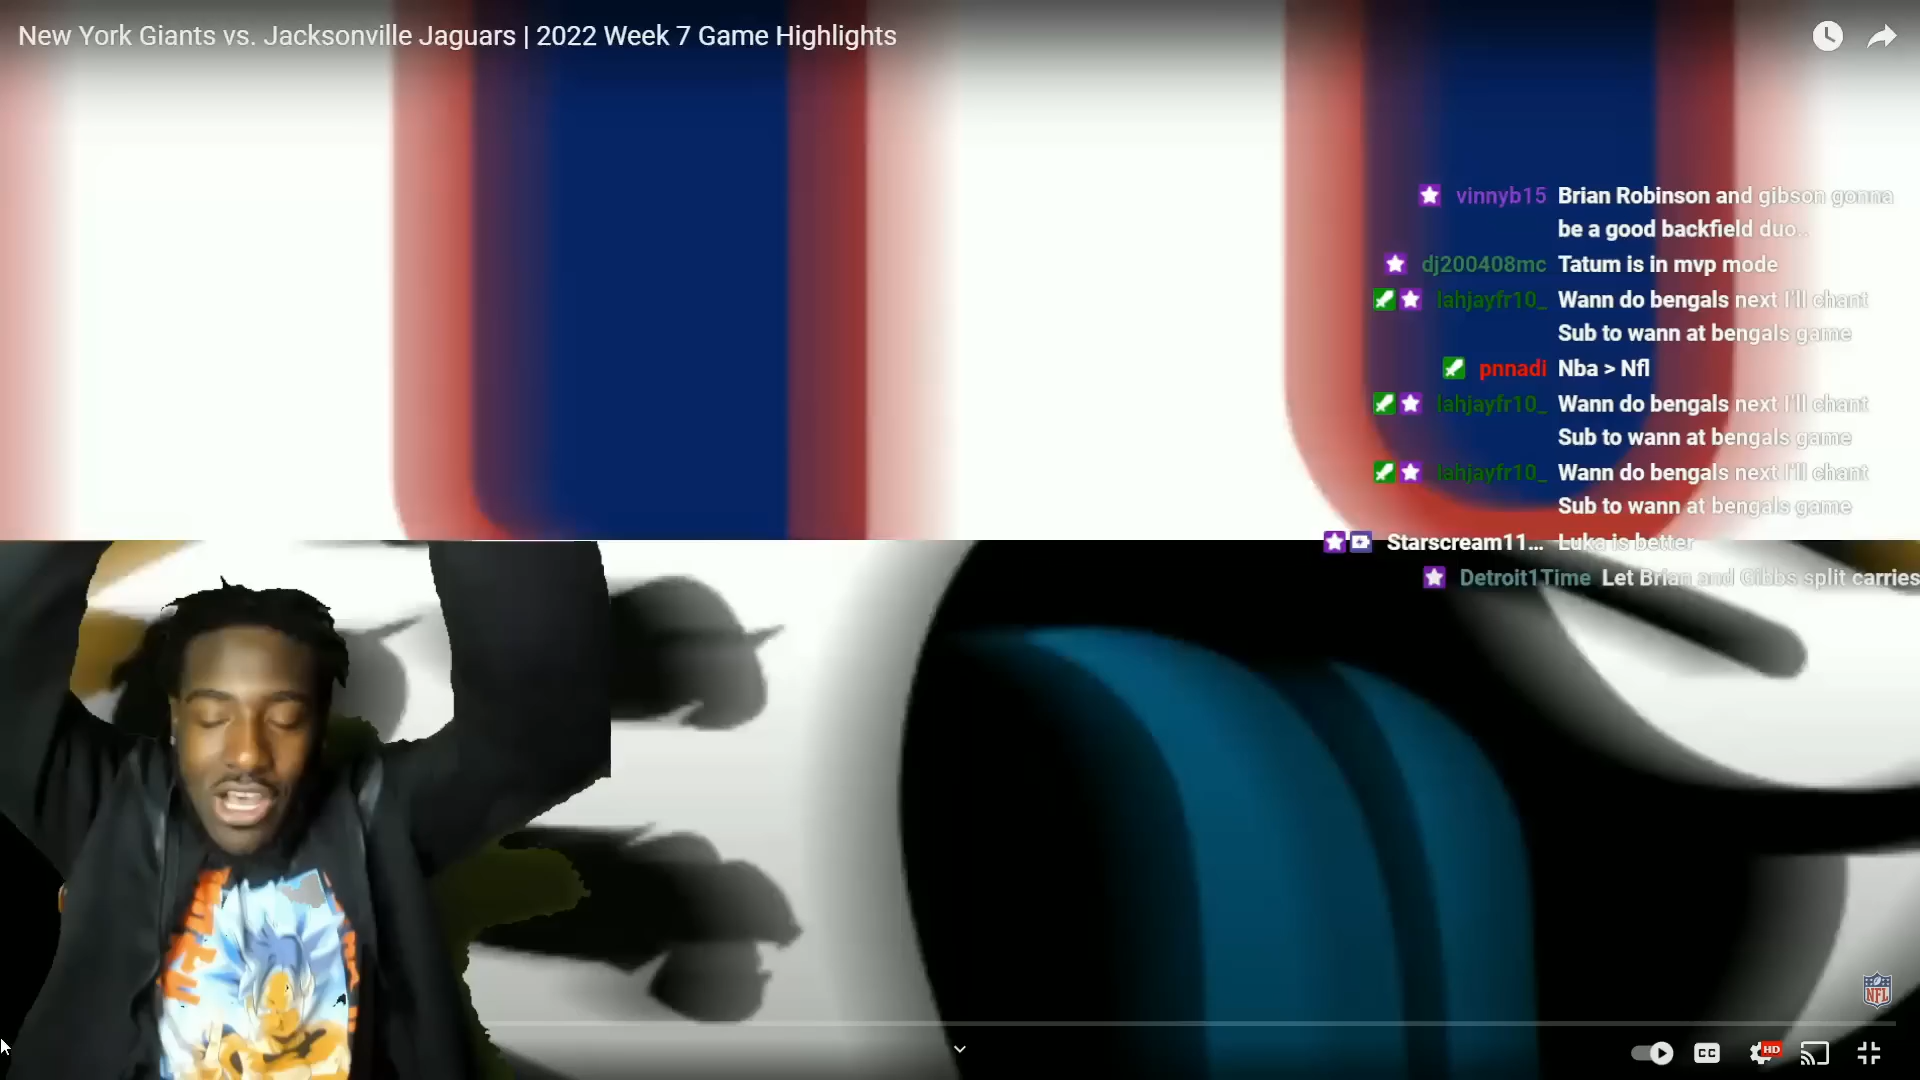 New York Giants vs. Jacksonville Jaguars | 2022 Week 7 Game Highlights
vinnyb15 Brian Robinson and gibson gonna
be a good backfield duo..
dj200408mc Tatum is in mvp mode
lahjayfr10_ Wann do bengals next I'll chant
Sub to wann at bengals game
pnnadi Nba > Nfl
lahjayfr10_ Wann do bengals next I'll chant
Sub to wann at bengals game
lahjayfr10_ Wann do bengals next I'll chant
Sub to wann at bengals game
Starscream11... Luka is better
Detroit1Time Let Brian and Gibbs split carries
NFL
CC
HD